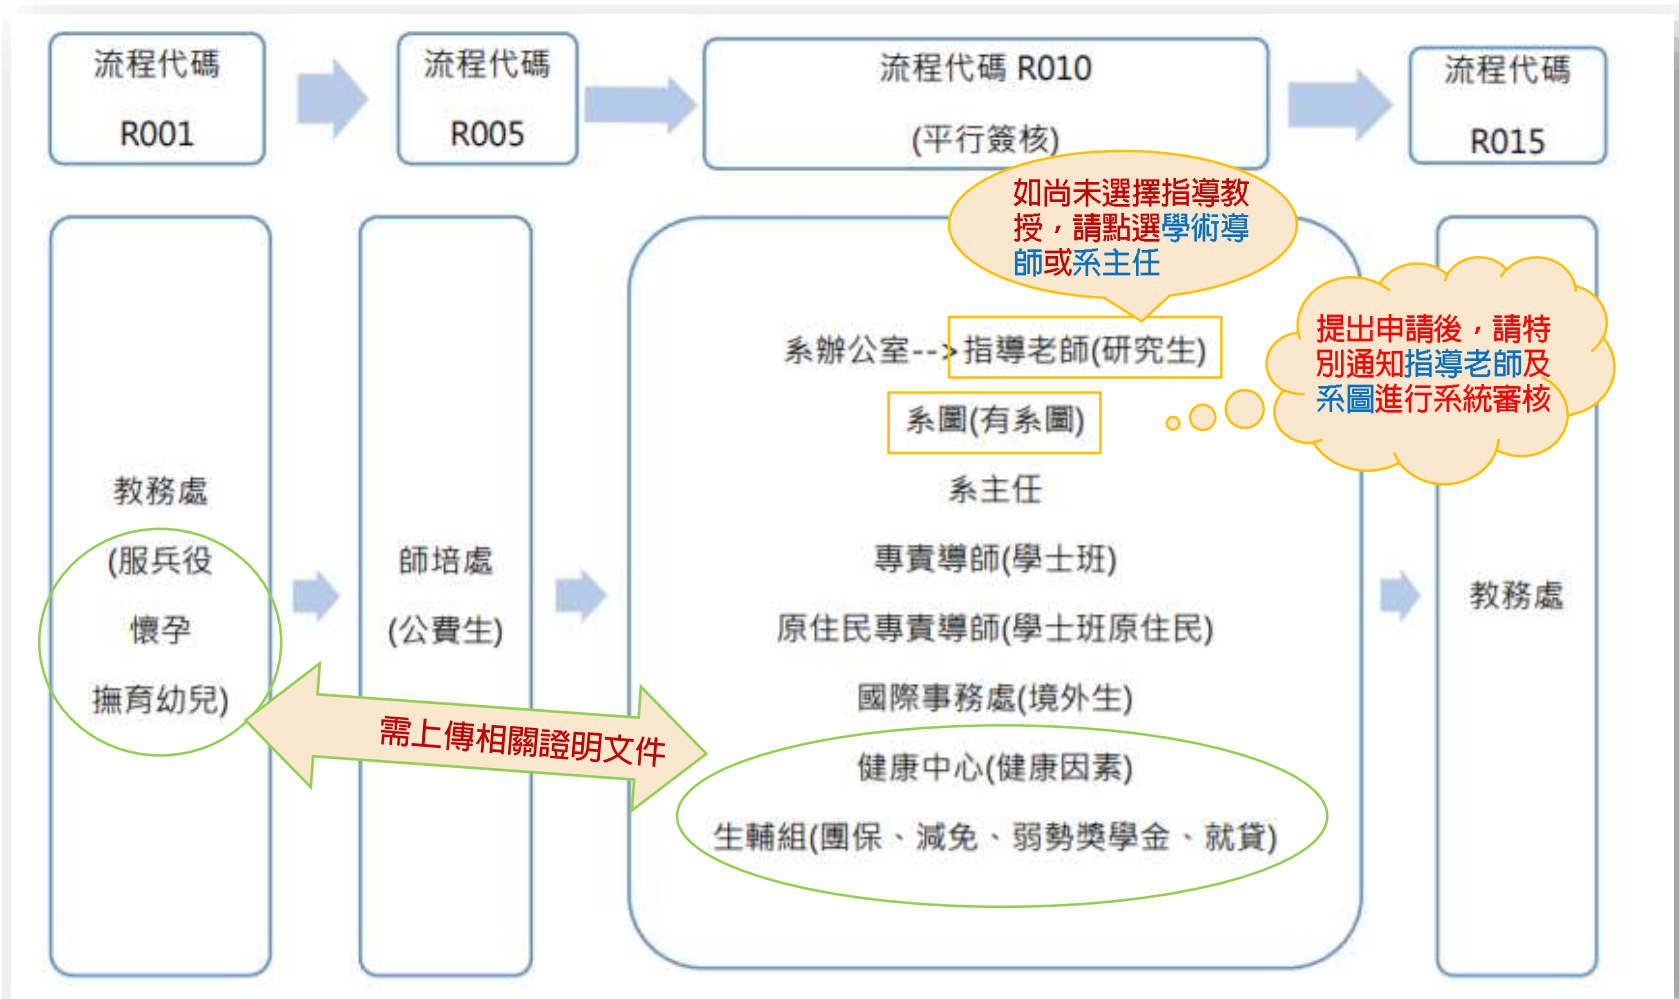 流程代碼
R001
流程代碼
R005
流程代碼 R010
(平行簽核)
流程代碼
R015
如尚未選擇指導教
授，請點選學術導
師或系主任
提出申請後，請特
別通知指導老師及
系圖進行系統審核
教務處
(服兵役
懷孕
撫育幼兒)
師培處
(公費生)
系辦公室-->指導老師(研究生)
系圖(有系圖)
系主任
專責導師(學士班)
原住民專責導師(學士班原住民)
國際事務處(境外生)
健康中心(健康因素)
生輔組(團保、減免、弱勢獎學金、就貸)
教務處
需上傳相關證明文件